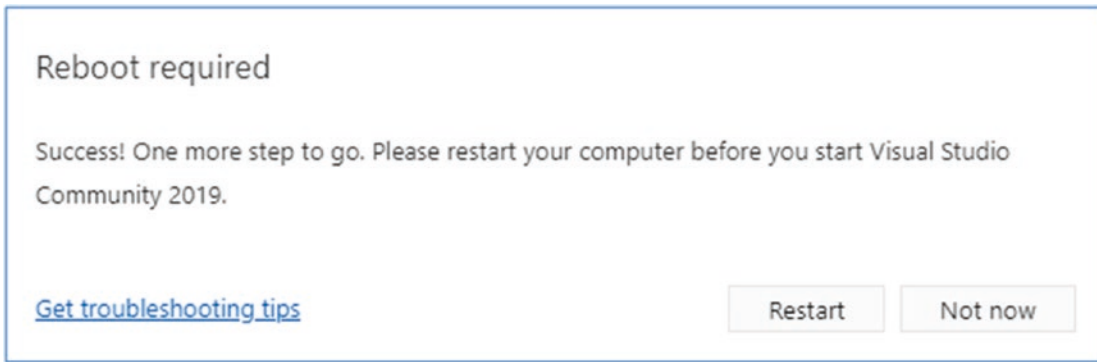 Reboot required
Success! One more step to go. Please restart your computer before you start Visual Studio
Community 2019.
Get troubleshooting tips
Restart
Not now